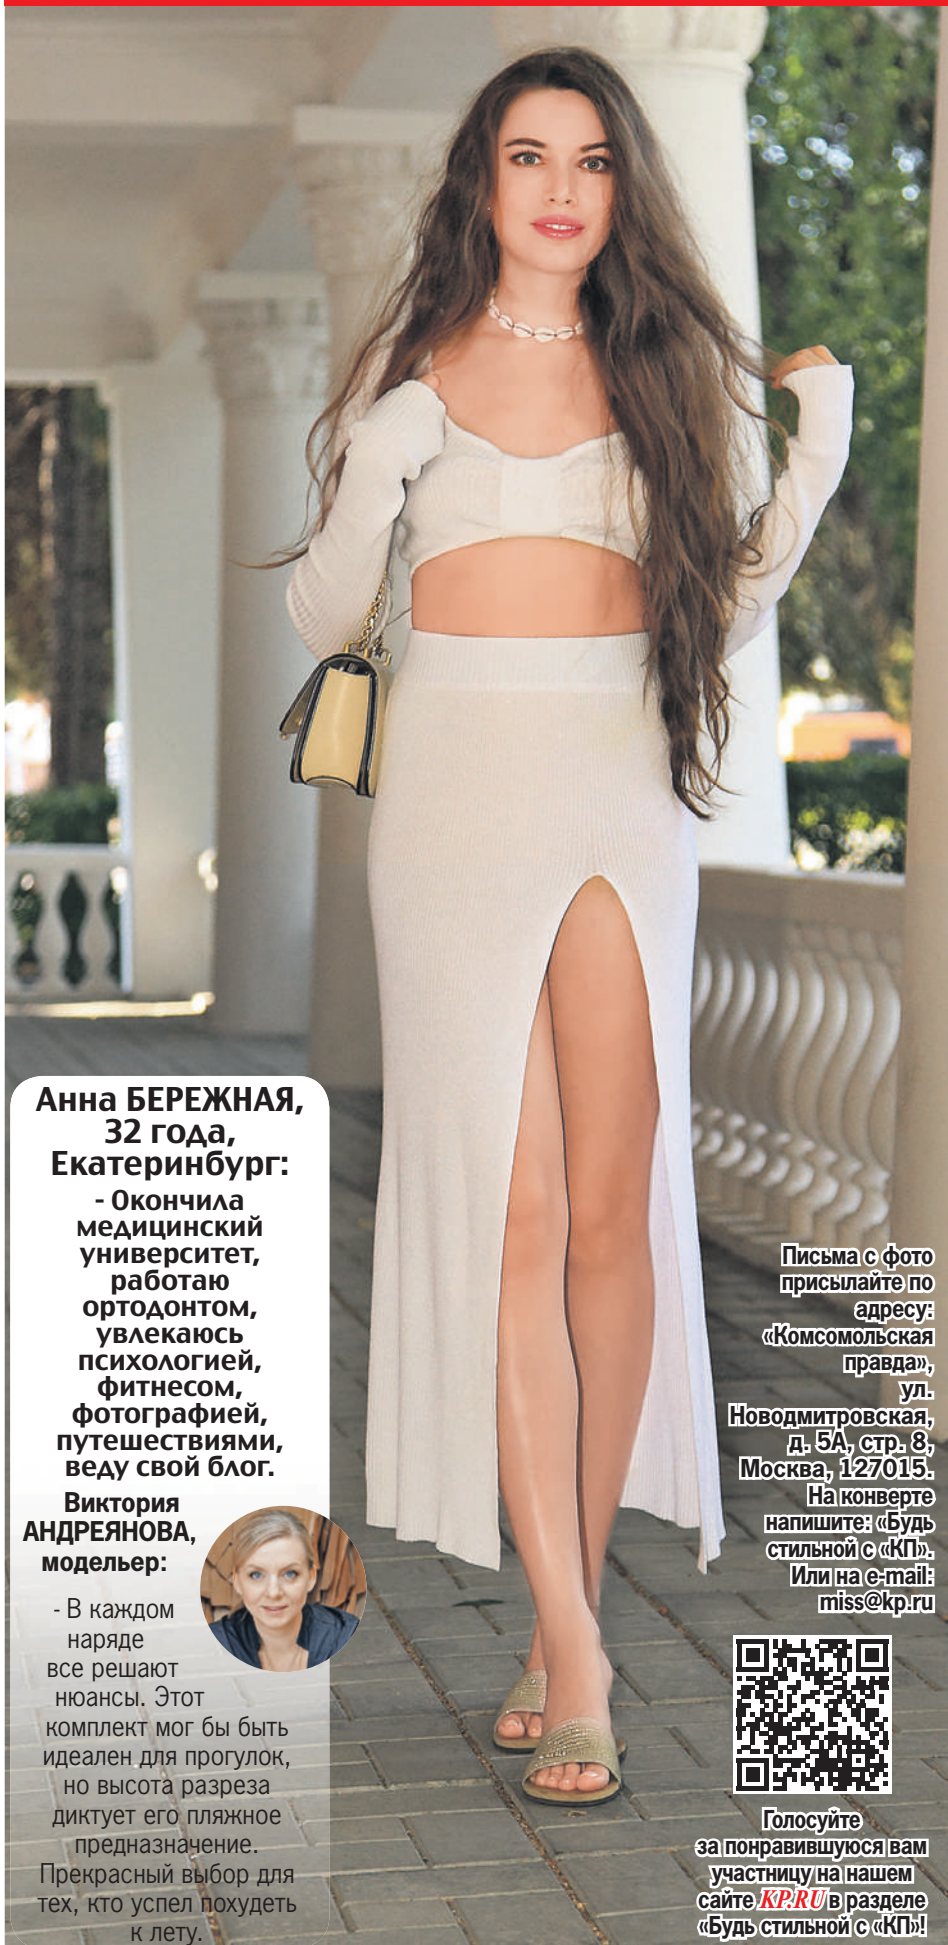 Анна БЕРЕЖНАЯ,
32 года,
Екатеринбург:
- Окончила
медицинский
университет,
работаю
ортодонтом,
увлекаюсь
психологией,
фитнесом,
фотографией,
путешествиями,
веду свой блог.
Виктория
АНДРЕЯНОВА,
модельер:
- В каждом
наряде
все решают
нюансы. Этот
комплект мог бы быть
идеален для прогулок,
но высота разреза
диктует его пляжное
предназначение.
Прекрасный выбор для
тех, кто успел похудеть
к лету.
Письма с фото
присылайте по
адресу:
«Комсомольская
правда»,
ул.
Новодмитровская,
д. 5А, стр. 8,
Москва, 127015.
На конверте
напишите: «Будь
стильной с «КП».
Или на e-mail:
miss@kp.ru
Голосуйте
за понравившуюся вам
участницу на нашем
сайте KP.RU в разделе
«Будь стильной с «КП»!